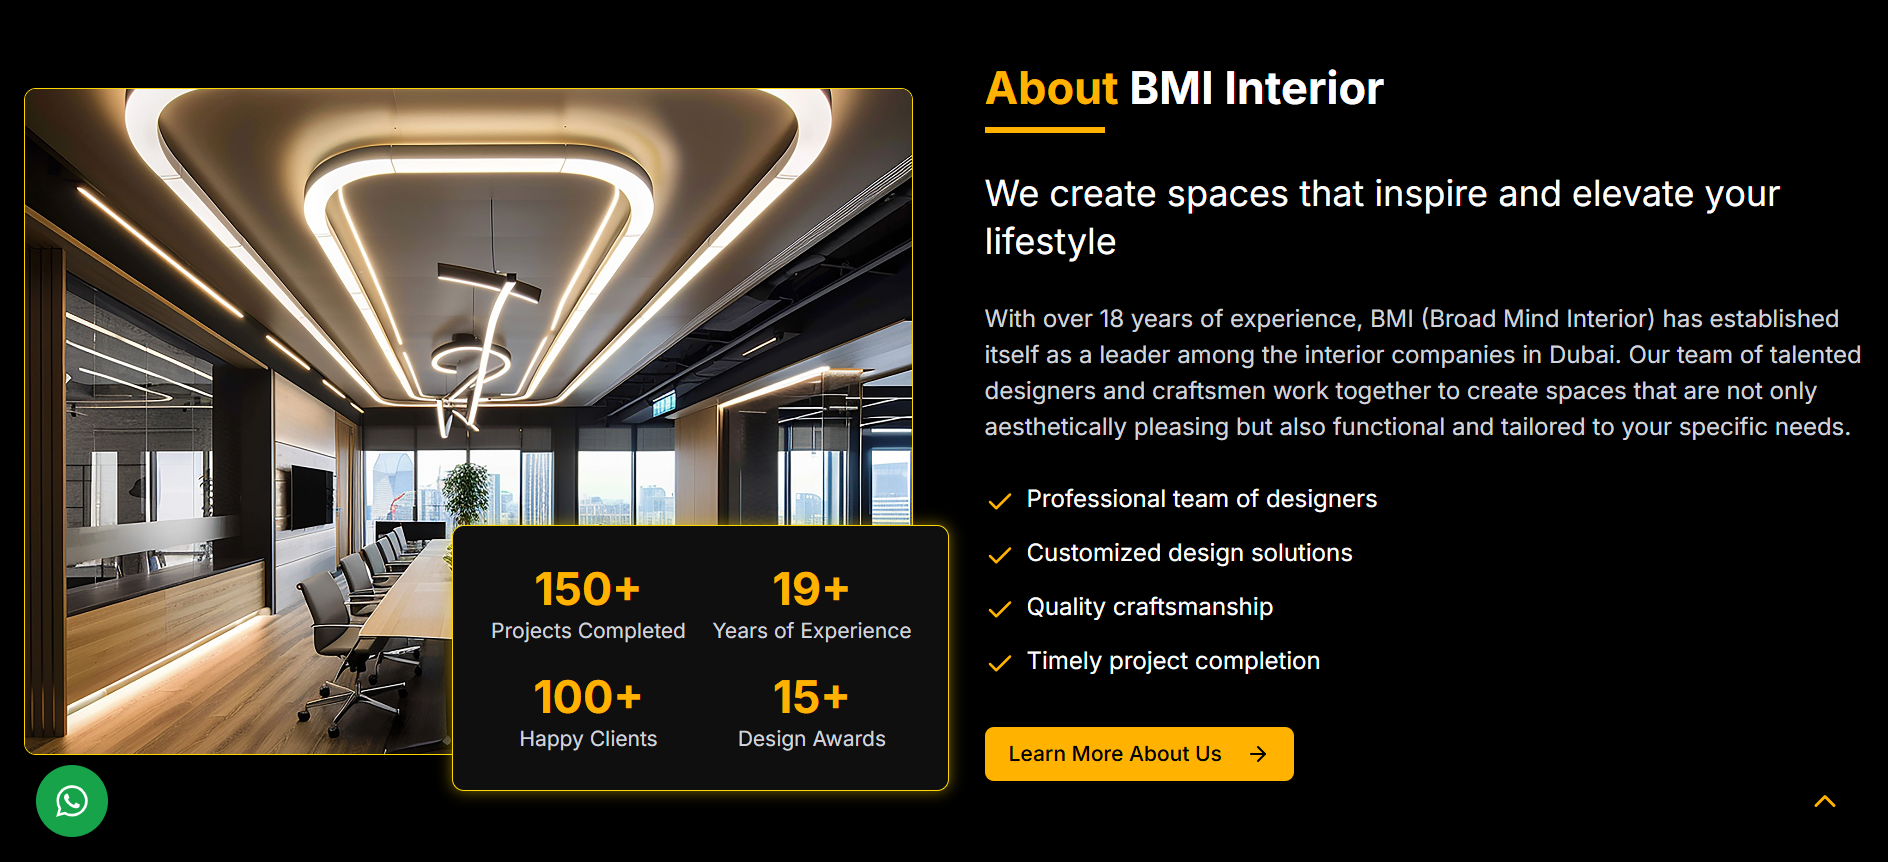 About BMI Interior
We create spaces that inspire and elevate your
lifestyle
With over 18 years of experience, BMI (Broad Mind Interior) has established
itself as a leader among the interior companies in Dubai. Our team of talented
designers and craftsmen work together to create spaces that are not only
aesthetically pleasing but also functional and tailored to your specific needs.
Professional team of designers
Customized design solutions
Quality craftsmanship
Timely project completion
Learn More About Us
150+
Projects Completed
19+
Years of Experience
100+
Happy Clients
15+
Design Awards